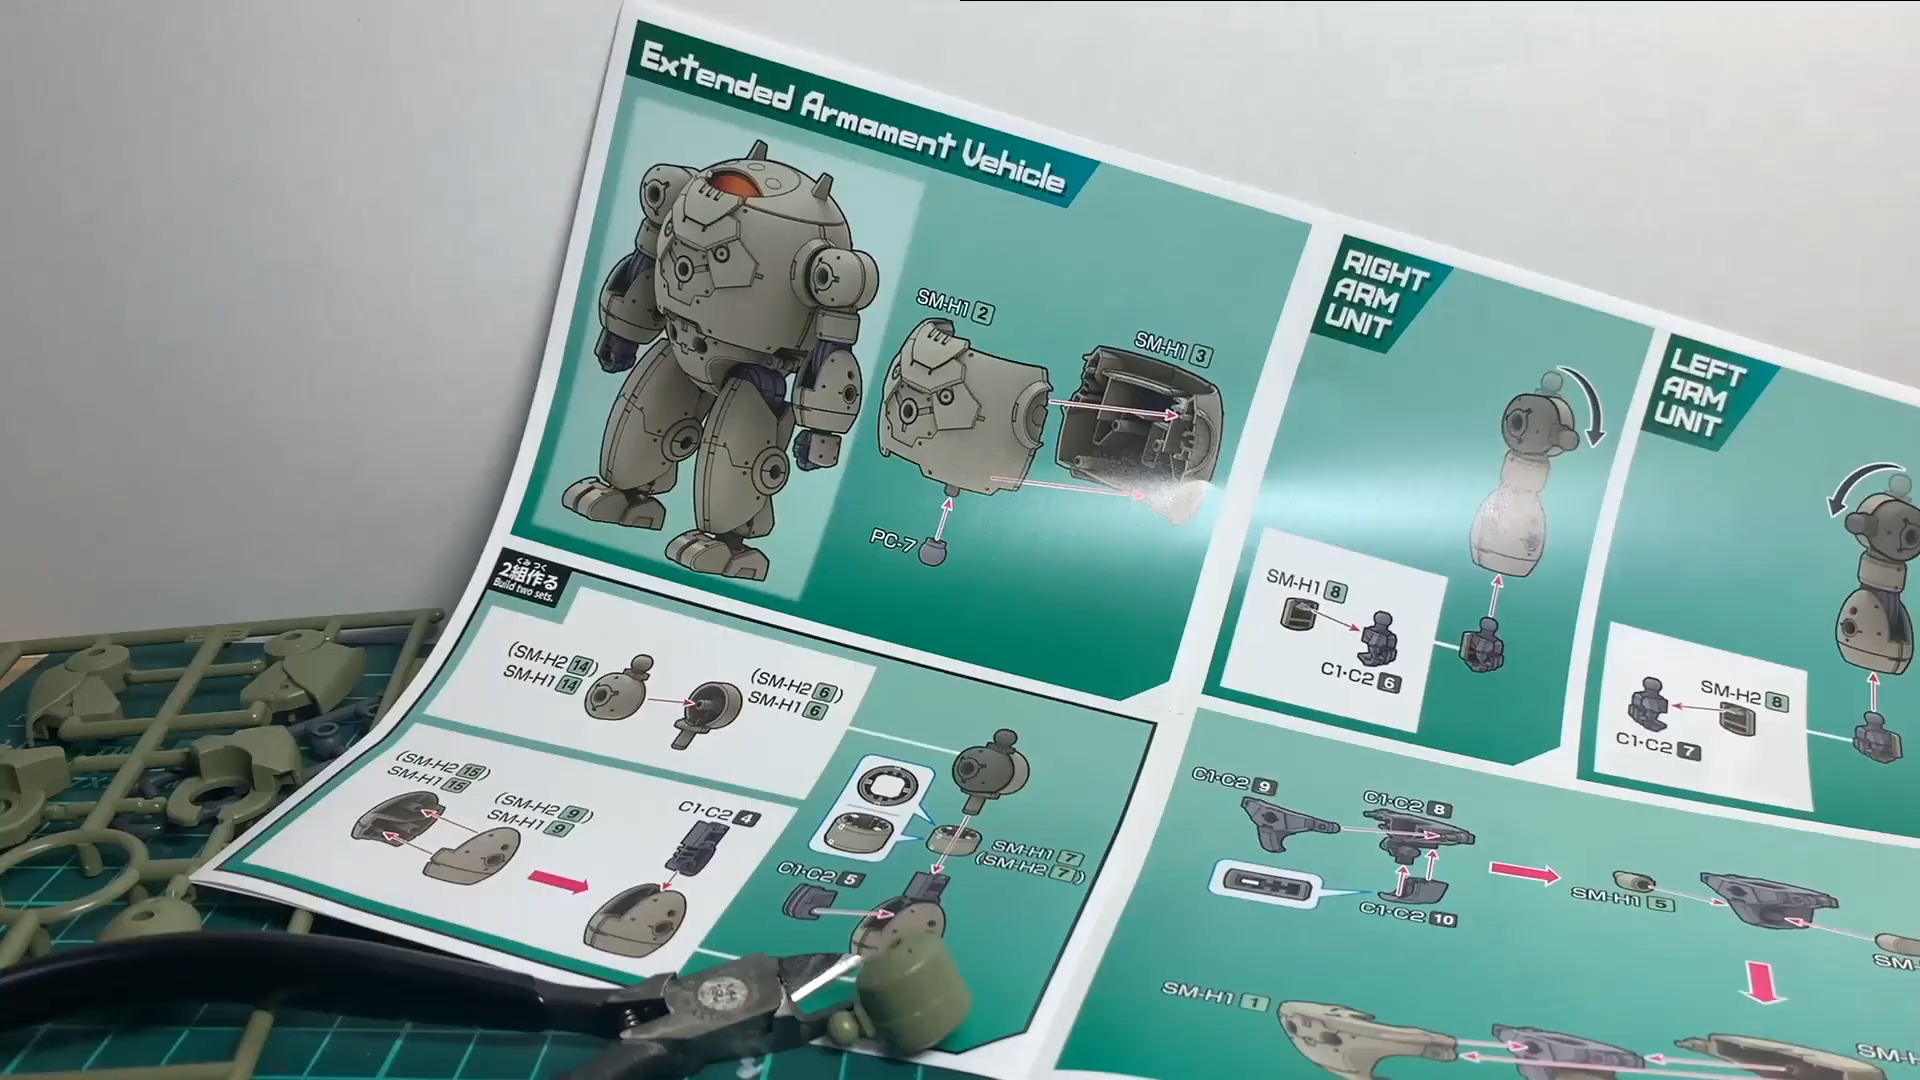 Extended Armament Vehicle
SM-H1 2
SM-H1 3
PC-7
RIGHT
ARM
UNIT
SM-H1 8
C1・C2 6
LEFT
ARM
UNIT
SM-H2 8
C1・C2 7
くみ つく
2組作る
Build two sets.
(SM-H2 14)
SM-H1 14
(SM-H2 6)
SM-H1 6
(SM-H2 15)
SM-H1 15
(SM-H2 9)
SM-H1 9
C1・C2 4
C1・C2 5
SM-H1 7
(SM-H2 7)
C1・C2 9
C1・C2 8
C1・C2 10
SM-H1 5
SM-
SM-H1 1
SM-H